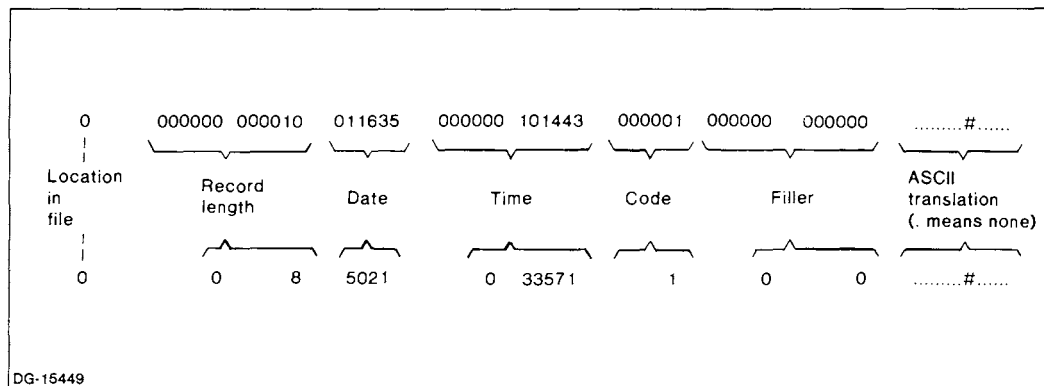 0 000000 000010 011635 000000 101443 000001 000000 000000 .........#......
Location
in
file
Record
length
Date
Time
Code
Filler
ASCII
translation
(. means none)
0 0 8 5021 0 33571 1 0 0 .........#......
DG-15449